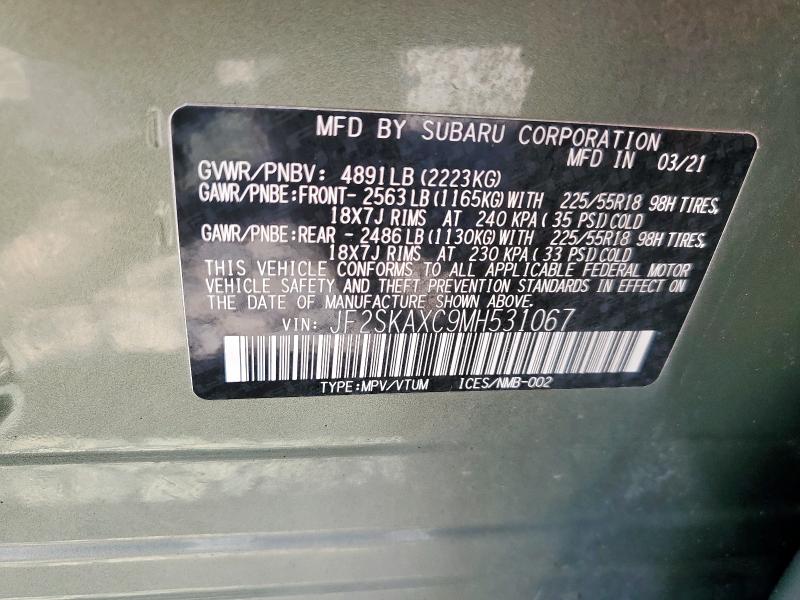 MFD BY SUBARU CORPORATION
MFD IN 03/21
GVWR/PNBV: 4891LB (2223KG)
GAWR/PNBE:FRONT- 2563LB (1165KG)WITH 225/55R18 98H TIRES,
18X7J RIMS AT 240 KPA( 35 PSI)COLD
GAWR/PNBE:REAR - 2486LB (1130KG)WITH 225/55R18 98H TIRES,
18X7J RIMS AT 230 KPA( 33 PSI)COLD
THIS VEHICLE CONFORMS TO ALL APPLICABLE FEDERAL MOTOR
VEHICLE SAFETY AND THEFT PREVENTION STANDARDS IN EFFECT ON
THE DATE OF MANUFACTURE SHOWN ABOVE.
VIN: JF2SKAXC9MH531067
TYPE:MPV/VTUM ICES/NMB-002